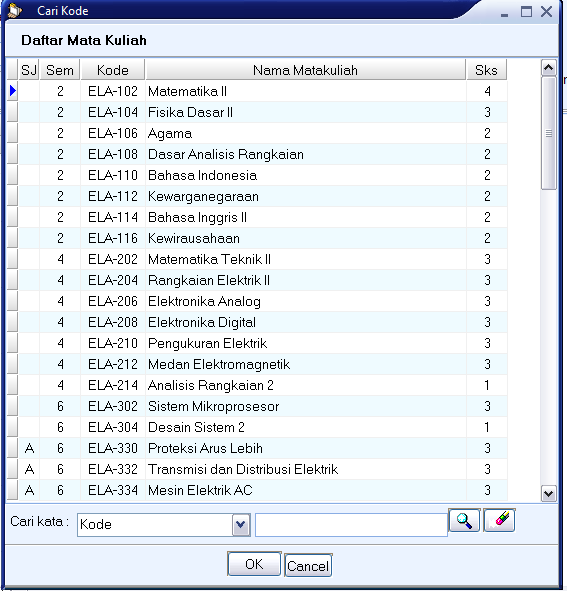 Cari Kode
Daftar Mata Kuliah
SJ Sem Kode Nama Matakuliah Sks
2 ELA-102 Matematika II 4
2 ELA-104 Fisika Dasar II 3
2 ELA-106 Agama 2
2 ELA-108 Dasar Analisis Rangkaian 2
2 ELA-110 Bahasa Indonesia 2
2 ELA-112 Kewarganegaraan 2
2 ELA-114 Bahasa Inggris II 2
2 ELA-116 Kewirausahaan 2
4 ELA-202 Matematika Teknik II 3
4 ELA-204 Rangkaian Elektrik II 3
4 ELA-206 Elektronika Analog 3
4 ELA-208 Elektronika Digital 3
4 ELA-210 Pengukuran Elektrik 3
4 ELA-212 Medan Elektromagnetik 3
4 ELA-214 Analisis Rangkaian 2 1
6 ELA-302 Sistem Mikroprosesor 3
6 ELA-304 Desain Sistem 2 1
A 6 ELA-330 Proteksi Arus Lebih 3
A 6 ELA-332 Transmisi dan Distribusi Elektrik 3
A 6 ELA-334 Mesin Elektrik AC 3
Cari kata : Kode
OK Cancel